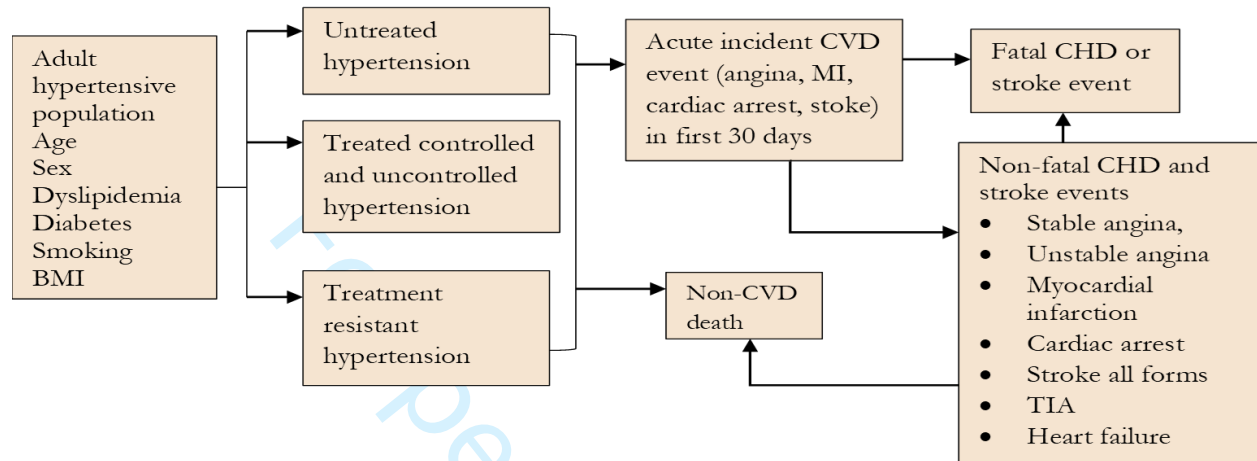 Adult
hypertensive
population
Age
Sex
Dyslipidemia
Diabetes
Smoking
BMI
Untreated
hypertension
Treated controlled
and uncontrolled
hypertension
Treatment
resistant
hypertension
Acute incident CVD
event (angina, MI,
cardiac arrest, stoke)
in first 30 days
Non-CVD
death
Fatal CHD or
stroke event
Non-fatal CHD and
stroke events
• Stable angina,
• Unstable angina
• Myocardial
infarction
• Cardiac arrest
• Stroke all forms
• TIA
• Heart failure